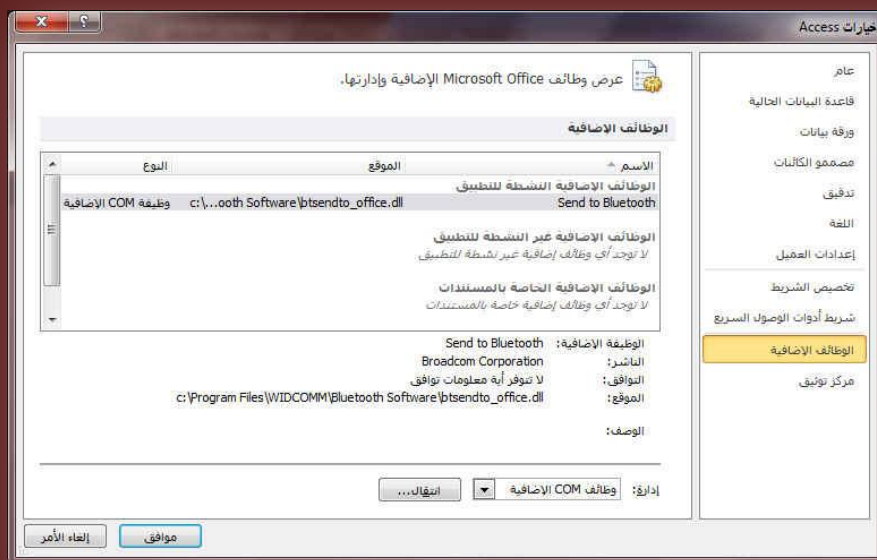 خيارات Access
عام
قاعدة البيانات الحالية
ورقة بيانات
مصممو الكائنات
تدقيق
اللغة
إعدادات العميل
تخصيص الشريط
شريط أدوات الوصول السريع
الوظائف الإضافية
مركز توثيق
عرض وظائف Microsoft Office الإضافية وإدارتها.
الوظائف الإضافية
الاسم الموقع النوع
الوظائف الإضافية النشطة للتطبيق
Send to Bluetooth c:\...ooth Software\btsendto_office.dll وظيفة COM الإضافية
الوظائف الإضافية غير النشطة للتطبيق
لا توجد أي وظائف إضافية غير نشطة للتطبيق
الوظائف الإضافية الخاصة بالمستندات
لا توجد أي وظائف إضافية خاصة بالمستندات
الوظيفة الإضافية: Send to Bluetooth
الناشر: Broadcom Corporation
التوافق: لا تتوفر أية معلومات توافق
الموقع: c:\Program Files\WIDCOMM\Bluetooth Software\btsendto_office.dll
الوصف:
إدارة: وظائف COM الإضافية انتقال...
موافق إلغاء الأمر